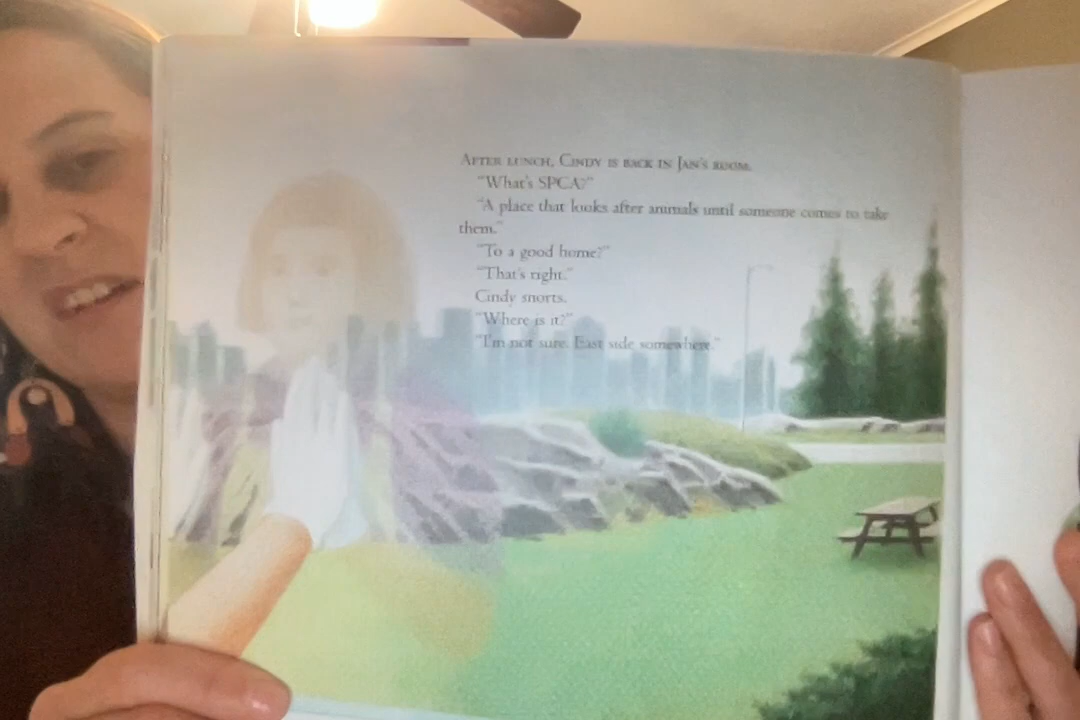 AFTER LUNCH, CINDY IS BACK IN JAN'S ROOM.
"What's SPCA?"
"A place that looks after animals until someone comes to take
them."
"To a good home?"
"That's right."
Cindy snorts.
"Where is it?"
"I'm not sure. East side somewhere."